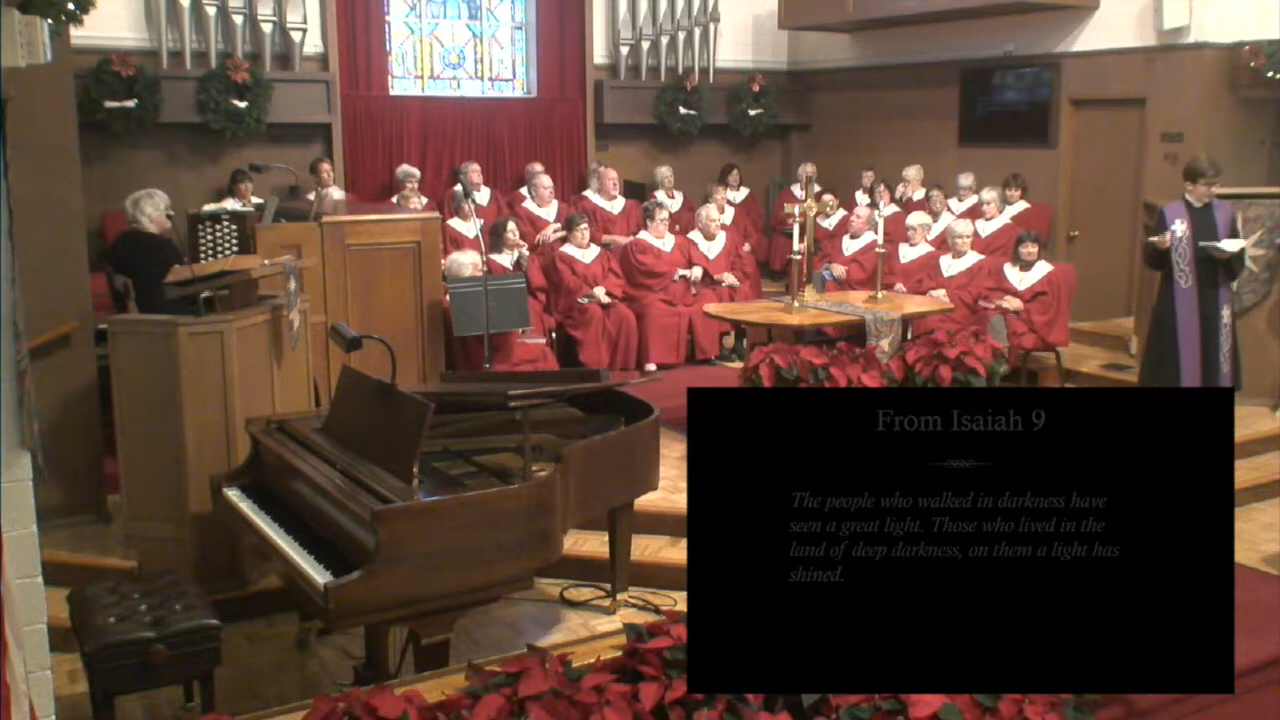 From Isaiah 9
The people who walked in darkness have
seen a great light. Those who lived in the
land of deep darkness, on them a light has
shined.